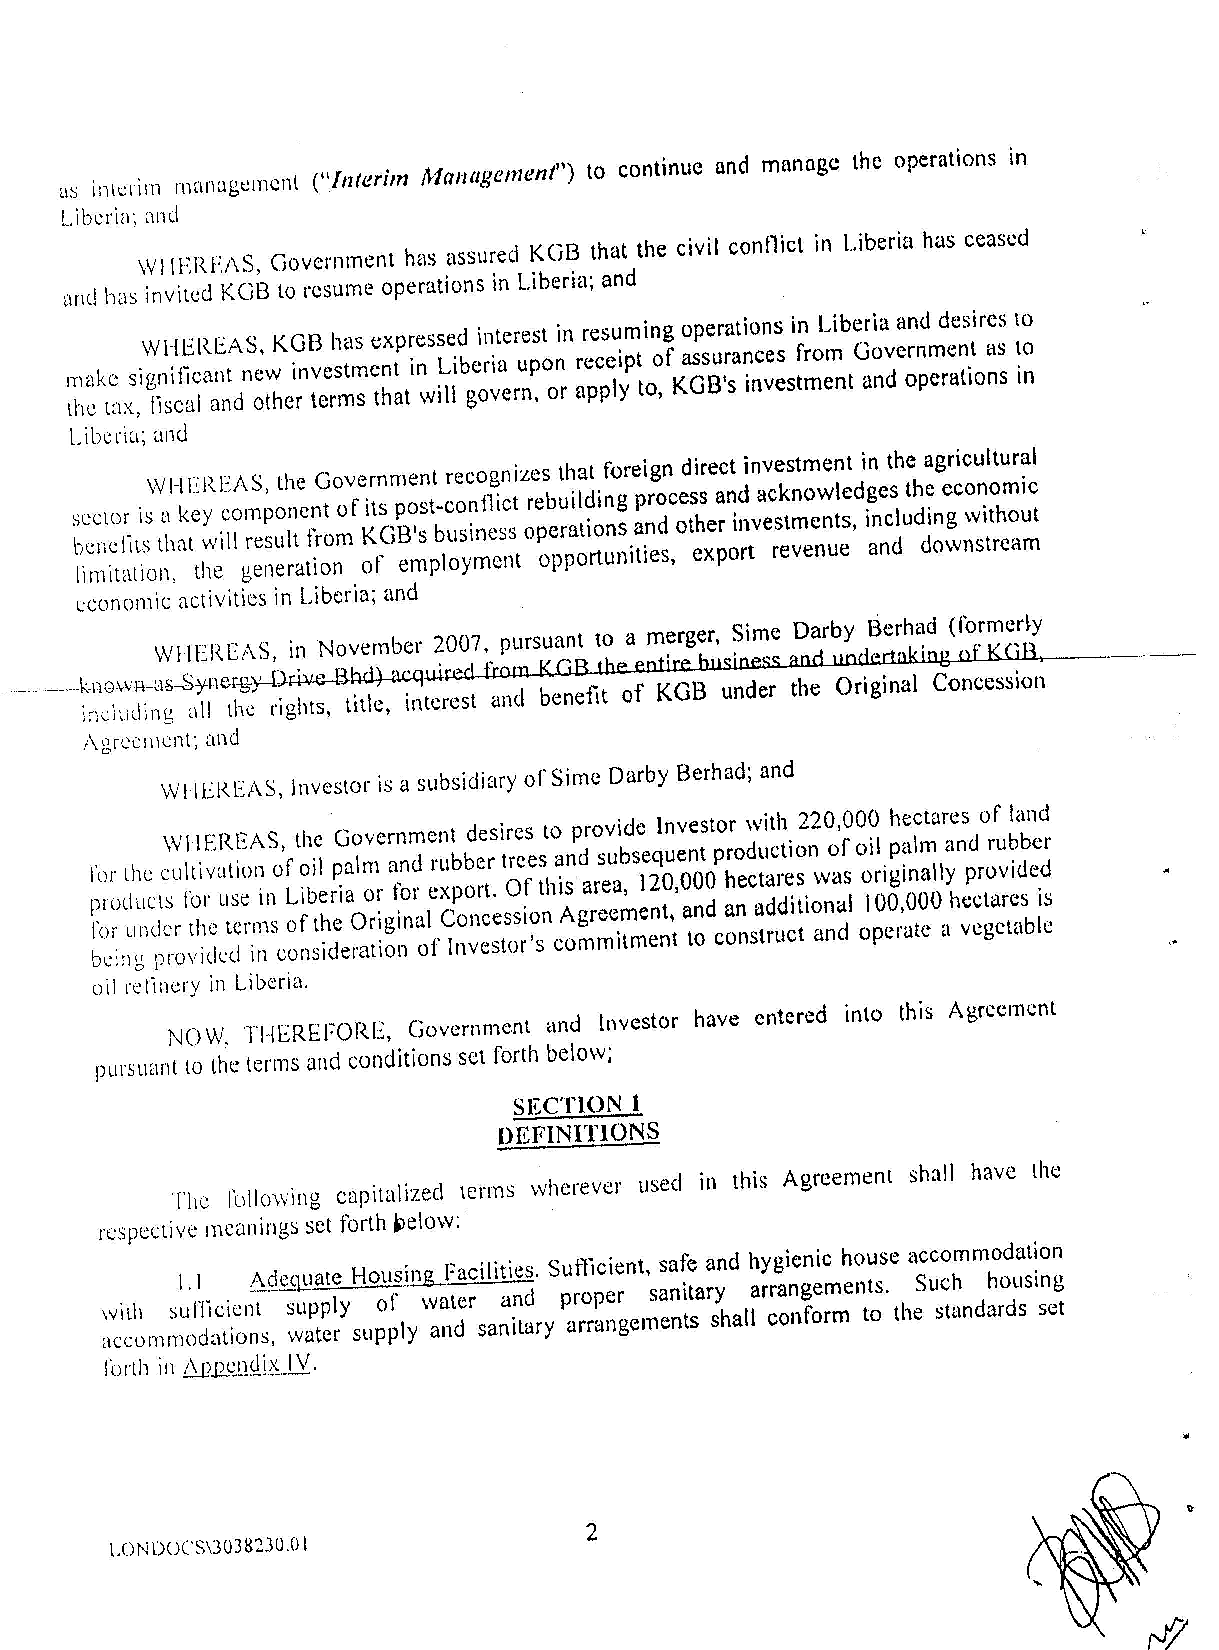 as interim management ("Interim Management") to continue and manage the operations in
Liberia; and
WHEREAS, Government has assured KGB that the civil conflict in Liberia has ceased
and has invited KGB to resume operations in Liberia; and
WHEREAS, KGB has expressed interest in resuming operations in Liberia and desires to
make significant new investment in Liberia upon receipt of assurances from Government as to
the tax, fiscal and other terms that will govern, or apply to, KGB's investment and operations in
Liberia; and
WHEREAS, the Government recognizes that foreign direct investment in the agricultural
sector is a key component of its post-conflict rebuilding process and acknowledges the economic
benefits that will result from KGB's business operations and other investments, including without
limitation, the generation of employment opportunities, export revenue and downstream
economic activities in Liberia; and
WHEREAS, in November 2007, pursuant to a merger, Sime Darby Berhad (formerly
known as Synergy Drive Bhd) acquired from KGB the entire business and undertaking of KGB,
including all the rights, title, interest and benefit of KGB under the Original Concession
Agreement; and
WHEREAS, Investor is a subsidiary of Sime Darby Berhad; and
WHEREAS, the Government desires to provide Investor with 220,000 hectares of land
for the cultivation of oil palm and rubber trees and subsequent production of oil palm and rubber
products for use in Liberia or for export. Of this area, 120,000 hectares was originally provided
for under the terms of the Original Concession Agreement, and an additional 100,000 hectares is
being provided in consideration of Investor's commitment to construct and operate a vegetable
oil refinery in Liberia.
NOW, THEREFORE, Government and Investor have entered into this Agreement
pursuant to the terms and conditions set forth below;
SECTION 1
DEFINITIONS
The following capitalized terms wherever used in this Agreement shall have the
respective meanings set forth below:
1.1 Adequate Housing Facilities. Sufficient, safe and hygienic house accommodation
with sufficient supply of water and proper sanitary arrangements. Such housing
accommodations, water supply and sanitary arrangements shall conform to the standards set
forth in Appendix IV.
2
LONDOCS\3038230.01